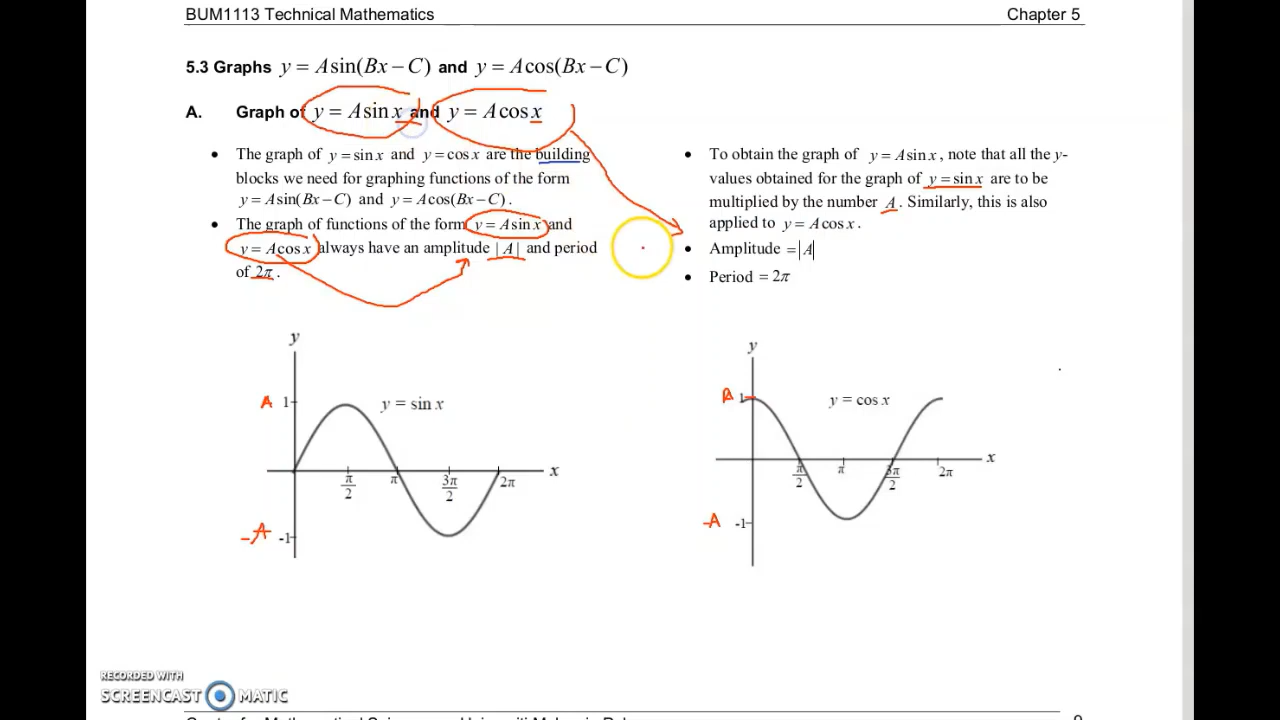 BUM1113 Technical Mathematics Chapter 5
5.3 Graphs y = A sin(Bx − C) and y = A cos(Bx − C)
A. Graph of y = A sin x and y = A cos x
• The graph of y = sin x and y = cos x are the building
blocks we need for graphing functions of the form
y = A sin(Bx − C) and y = A cos(Bx − C).
• The graph of functions of the form y = A sin x and
y = A cos x always have an amplitude |A| and period
of 2π.
• To obtain the graph of y = A sin x, note that all the y-
values obtained for the graph of y = sin x are to be
multiplied by the number A. Similarly, this is also
applied to y = A cos x.
• Amplitude = |A|
• Period = 2π
y
A 1
y = sin x
x
π/2 π 3π/2 2π
-A -1
y
A 1
y = cos x
x
π/2 π 3π/2 2π
-A -1
RECORDED WITH
SCREENCAST MATIC